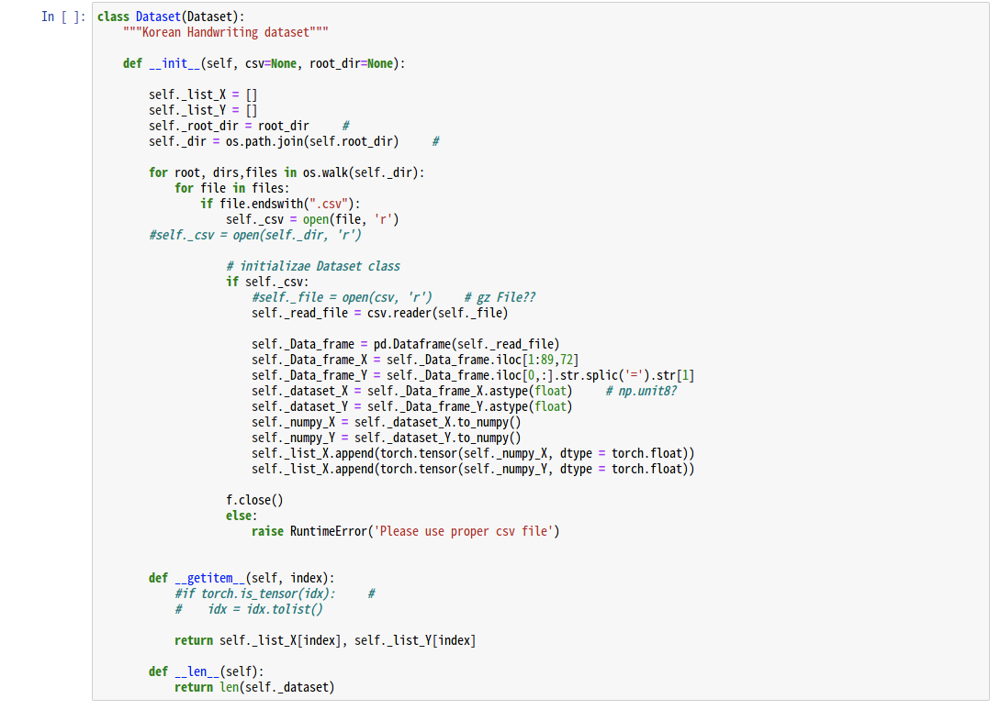 In [ ]: class Dataset(Dataset):
"""Korean Handwriting dataset"""
def __init__(self, csv=None, root_dir=None):
self._list_X = []
self._list_Y = []
self._root_dir = root_dir #
self._dir = os.path.join(self.root_dir) #
for root, dirs,files in os.walk(self._dir):
for file in files:
if file.endswith(".csv"):
self._csv = open(file, 'r')
#self._csv = open(self._dir, 'r')
# initializae Dataset class
if self._csv:
#self._file = open(csv, 'r') # gz File??
self._read_file = csv.reader(self._file)
self._Data_frame = pd.Dataframe(self._read_file)
self._Data_frame_X = self._Data_frame.iloc[1:89,72]
self._Data_frame_Y = self._Data_frame.iloc[0,:].str.splic('=').str[1]
self._dataset_X = self._Data_frame_X.astype(float) # np.unit8?
self._dataset_Y = self._Data_frame_Y.astype(float)
self._numpy_X = self._dataset_X.to_numpy()
self._numpy_Y = self._dataset_Y.to_numpy()
self._list_X.append(torch.tensor(self._numpy_X, dtype = torch.float))
self._list_X.append(torch.tensor(self._numpy_Y, dtype = torch.float))
f.close()
else:
raise RuntimeError('Please use proper csv file')
def __getitem__(self, index):
#if torch.is_tensor(idx): #
# idx = idx.tolist()
return self._list_X[index], self._list_Y[index]
def __len__(self):
return len(self._dataset)